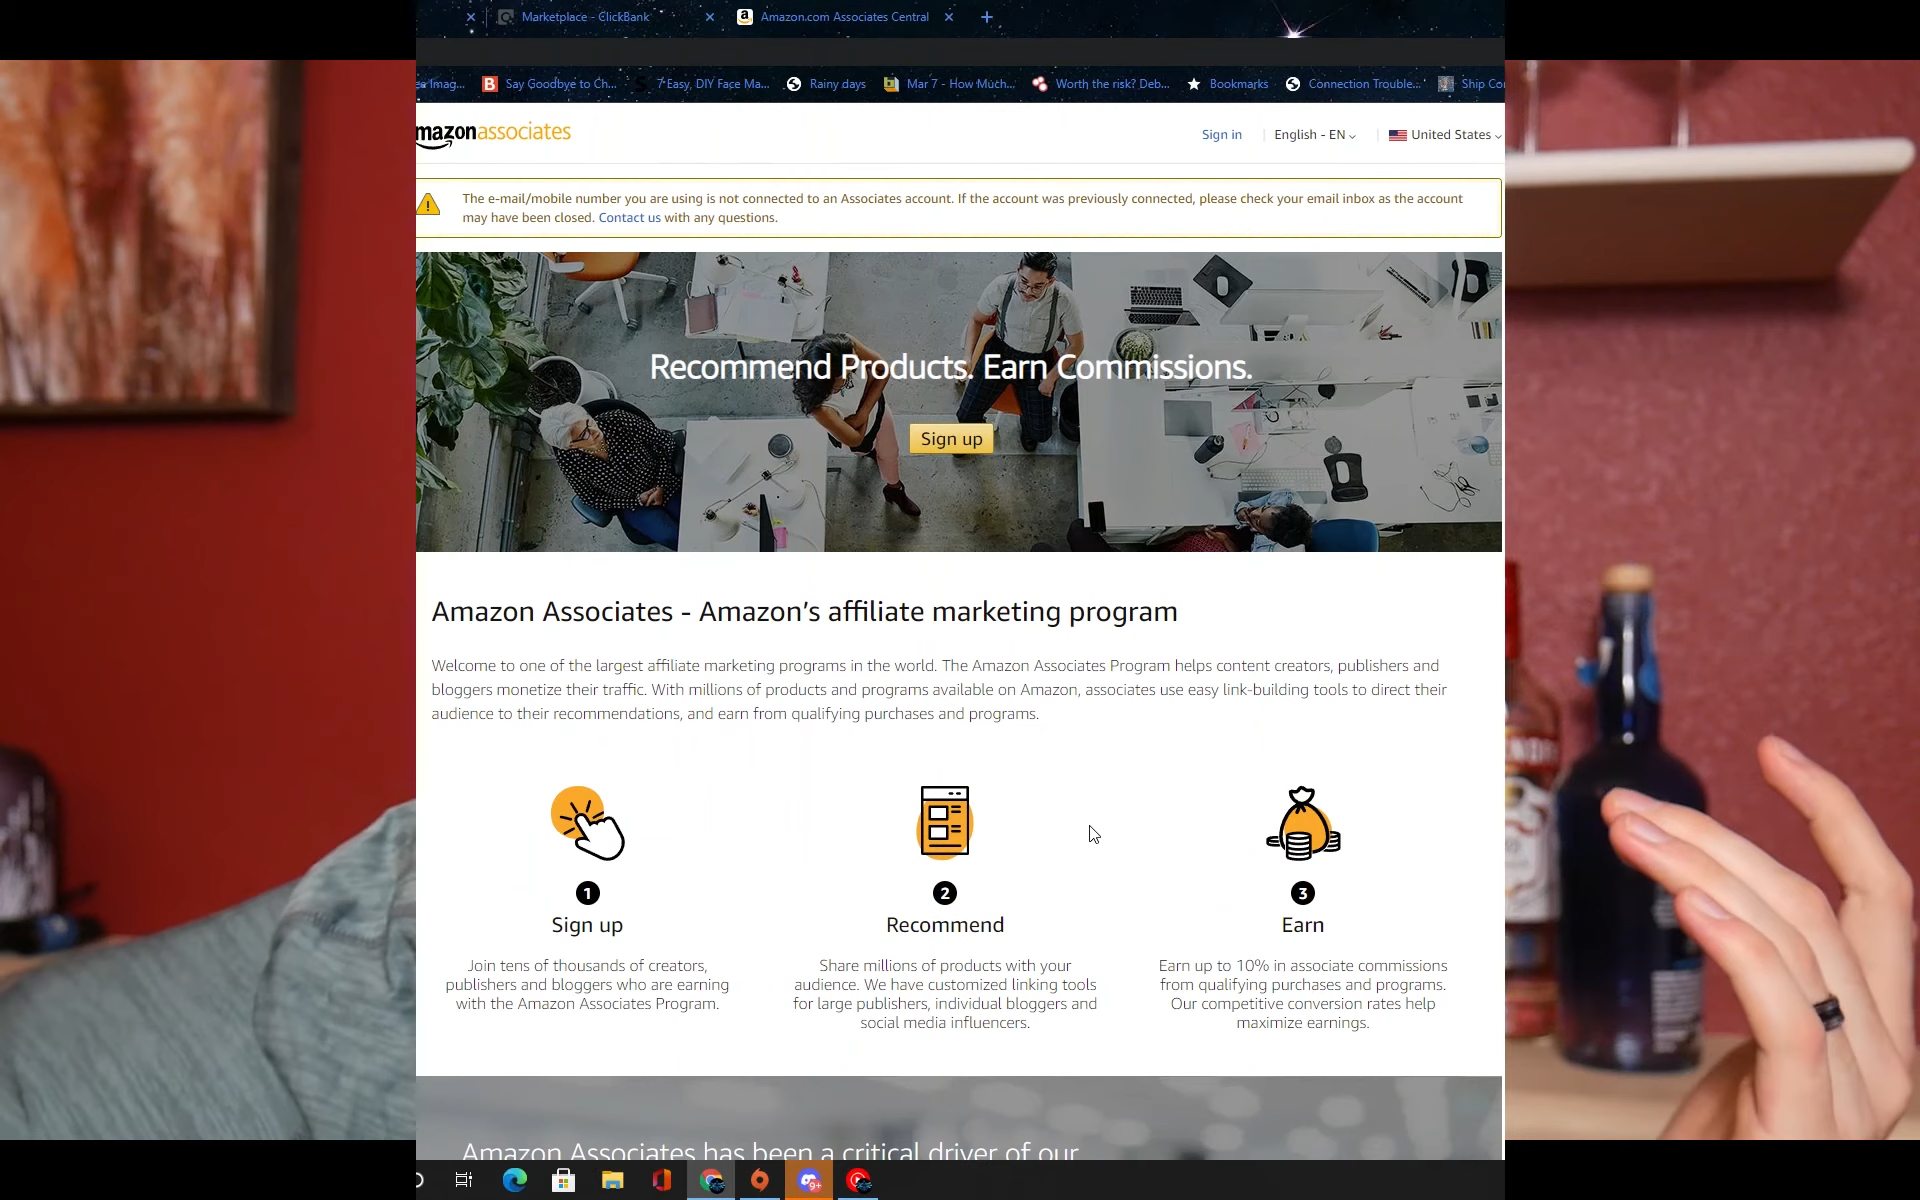 Marketplace - ClickBank
Amazon.com Associates Central
ee Imag...
Say Goodbye to Ch...
7 Easy, DIY Face Ma...
Rainy days
Mar 7 - How Much...
Worth the risk? Deb...
Bookmarks
Connection Trouble...
Ship Co
mazonassociates
Sign in
English - EN
United States
The e-mail/mobile number you are using is not connected to an Associates account. If the account was previously connected, please check your email inbox as the account
may have been closed. Contact us with any questions.
Recommend Products. Earn Commissions.
Sign up
Amazon Associates - Amazon’s affiliate marketing program
Welcome to one of the largest affiliate marketing programs in the world. The Amazon Associates Program helps content creators, publishers and
bloggers monetize their traffic. With millions of products and programs available on Amazon, associates use easy link-building tools to direct their
audience to their recommendations, and earn from qualifying purchases and programs.
1
Sign up
Join tens of thousands of creators,
publishers and bloggers who are earning
with the Amazon Associates Program.
2
Recommend
Share millions of products with your
audience. We have customized linking tools
for large publishers, individual bloggers and
social media influencers.
3
Earn
Earn up to 10% in associate commissions
from qualifying purchases and programs.
Our competitive conversion rates help
maximize earnings.
Amazon Associates has been a critical driver of our
9+